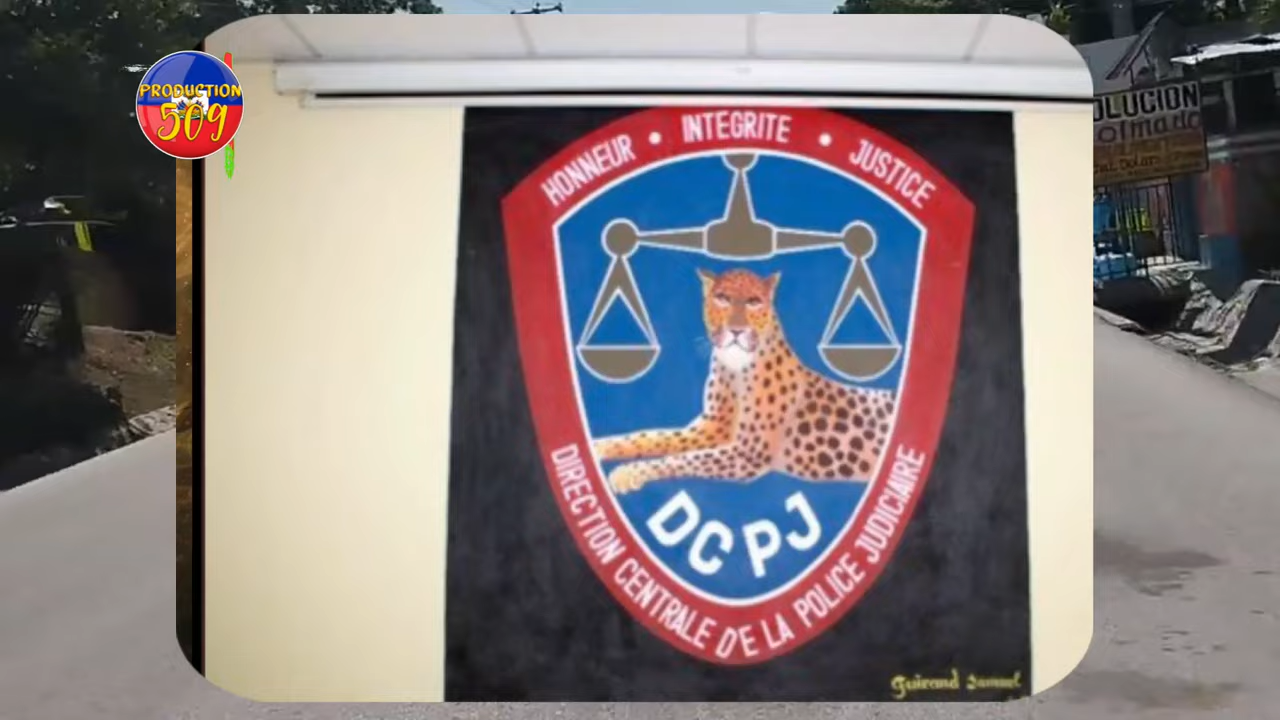 PRODUCTION
509
HONNEUR • INTEGRITE • JUSTICE
DCPJ
DIRECTION CENTRALE DE LA POLICE JUDICIAIRE
Guirand Samuel
OLUCION